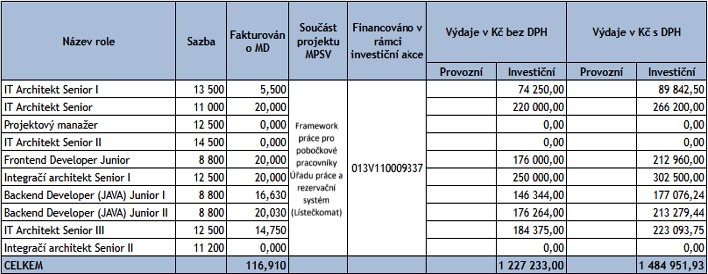 Název role Sazba Fakturován o MD Součást projektu MPSV Financováno v rámci investiční akce Výdaje v Kč bez DPH Výdaje v Kč s DPH
Provozní Investiční Provozní Investiční
IT Architekt Senior I 13 500 5,500 74 250,00 89 842,50
IT Architekt Senior 11 000 20,000 220 000,00 266 200,00
Projektový manažer 12 500 0,000 0,00 0,00
IT Architekt Senior II 14 500 0,000 0,00 0,00
Frontend Developer Junior 8 800 20,000 176 000,00 212 960,00
Integrační architekt Senior I 12 500 20,000 250 000,00 302 500,00
Backend Developer (JAVA) Junior I 8 800 16,630 146 344,00 177 076,24
Backend Developer (JAVA) Junior II 8 800 20,030 176 264,00 213 279,44
IT Architekt Senior III 12 500 14,750 184 375,00 223 093,75
Integračí architekt Senior II 11 200 0,000 0,00 0,00
Framework
práce pro
pobočkové
pracovníky
Úřadu práce a
rezervační
systém
(Lístečkomat)
013V110009337
CELKEM 116,910 1 227 233,00 1 484 951,93